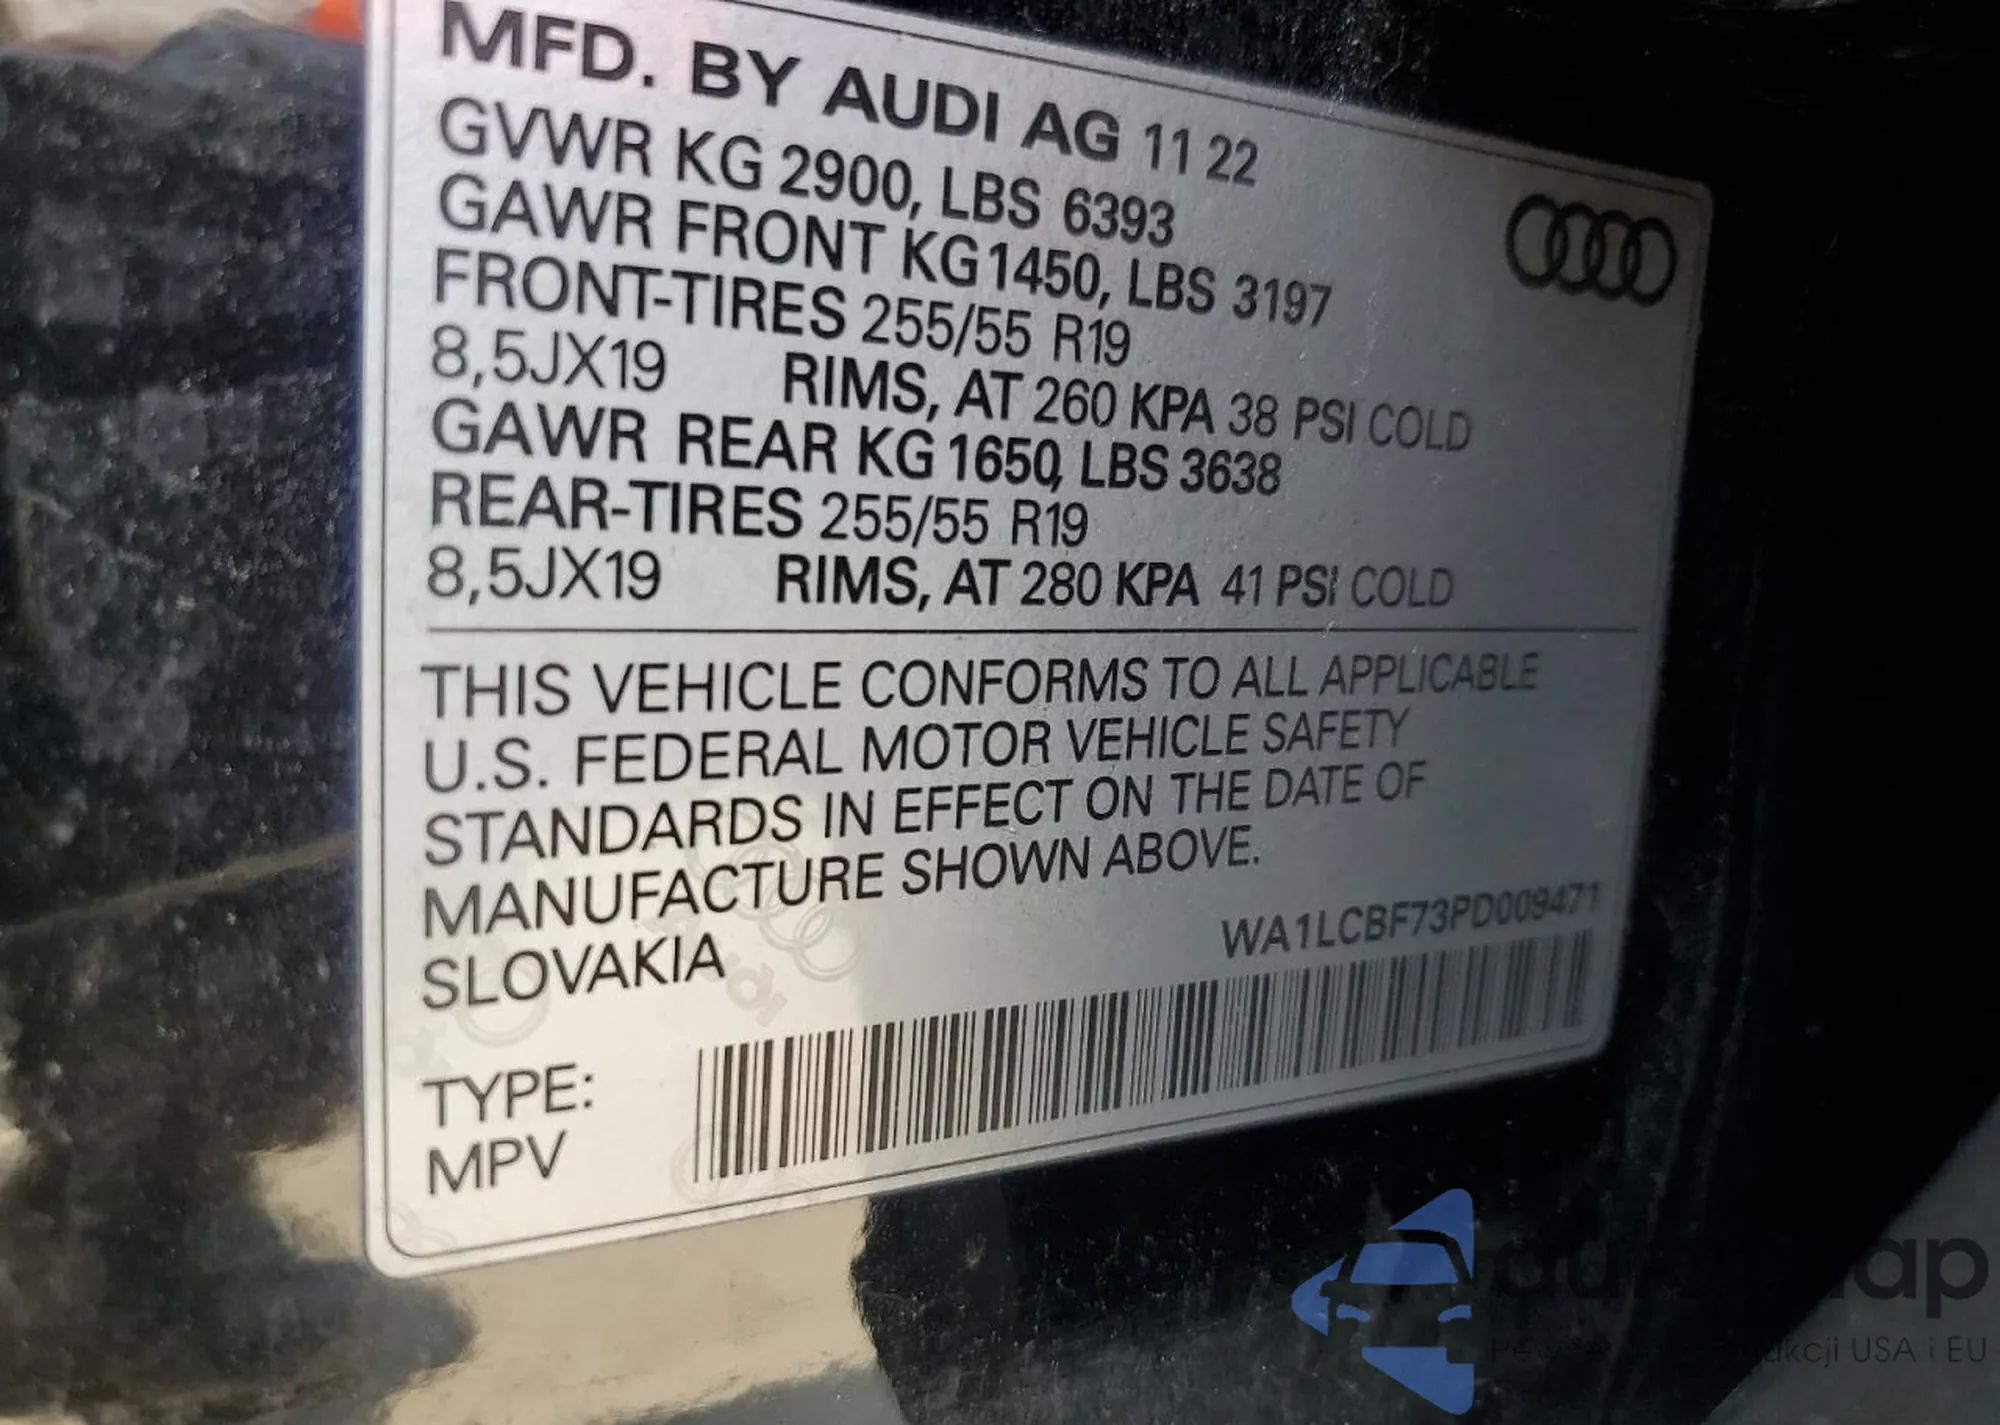 MFD. BY AUDI AG 11 22
GVWR KG 2900, LBS 6393
GAWR FRONT KG 1450, LBS 3197
FRONT-TIRES 255/55 R19
8,5JX19 RIMS, AT 260 KPA 38 PSI COLD
GAWR REAR KG 1650, LBS 3638
REAR-TIRES 255/55 R19
8,5JX19 RIMS, AT 280 KPA 41 PSI COLD
THIS VEHICLE CONFORMS TO ALL APPLICABLE
U.S. FEDERAL MOTOR VEHICLE SAFETY
STANDARDS IN EFFECT ON THE DATE OF
MANUFACTURE SHOWN ABOVE.
SLOVAKIA
WA1LCBF73PD009471
TYPE:
MPV
USA i EU